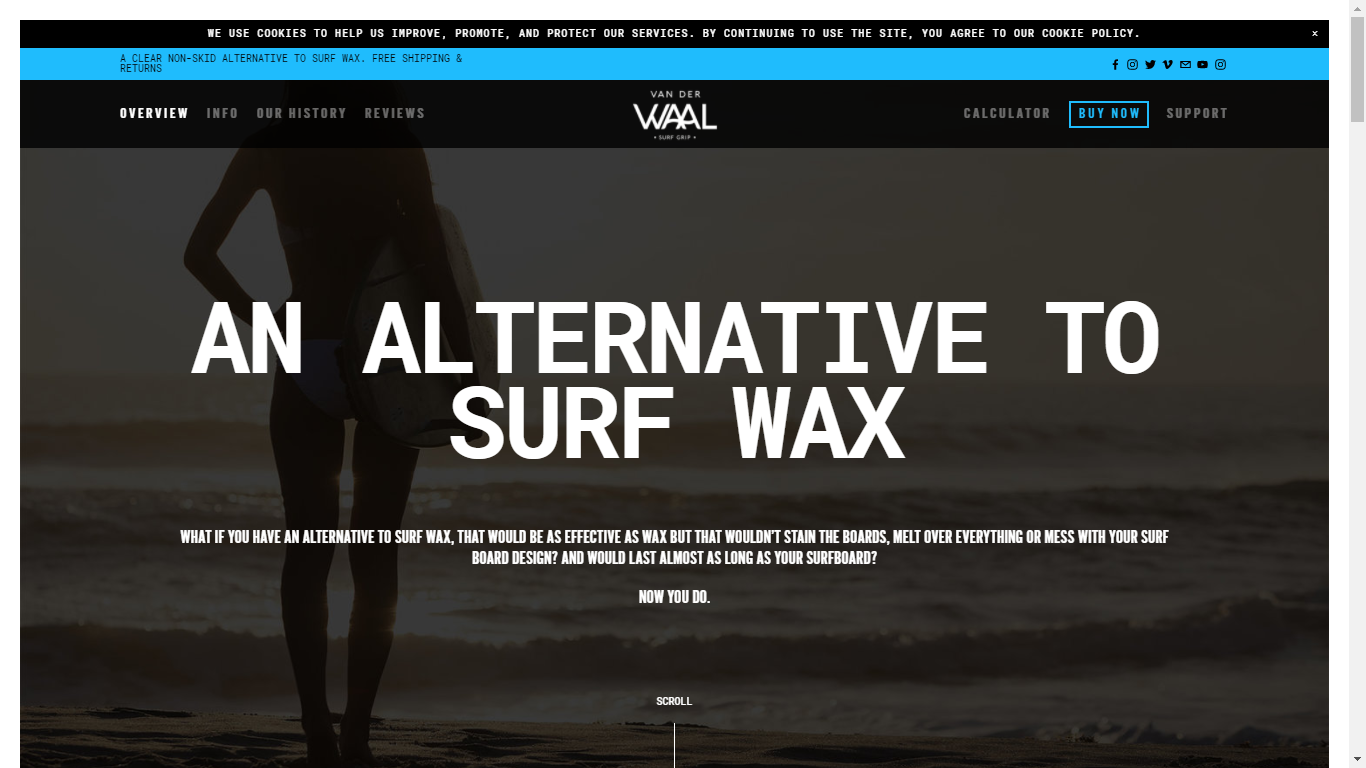 WE USE COOKIES TO HELP US IMPROVE, PROMOTE, AND PROTECT OUR SERVICES. BY CONTINUING TO USE THE SITE, YOU AGREE TO OUR COOKIE POLICY.
×
A CLEAR NON-SKID ALTERNATIVE TO SURF WAX. FREE SHIPPING &
RETURNS
OVERVIEW INFO OUR HISTORY REVIEWS
VAN DER
WAAL
• SURF GRIP •
CALCULATOR BUY NOW SUPPORT
AN ALTERNATIVE TO
SURF WAX
WHAT IF YOU HAVE AN ALTERNATIVE TO SURF WAX, THAT WOULD BE AS EFFECTIVE AS WAX BUT THAT WOULDN'T STAIN THE BOARDS, MELT OVER EVERYTHING OR MESS WITH YOUR SURF
BOARD DESIGN? AND WOULD LAST ALMOST AS LONG AS YOUR SURFBOARD?
NOW YOU DO.
SCROLL